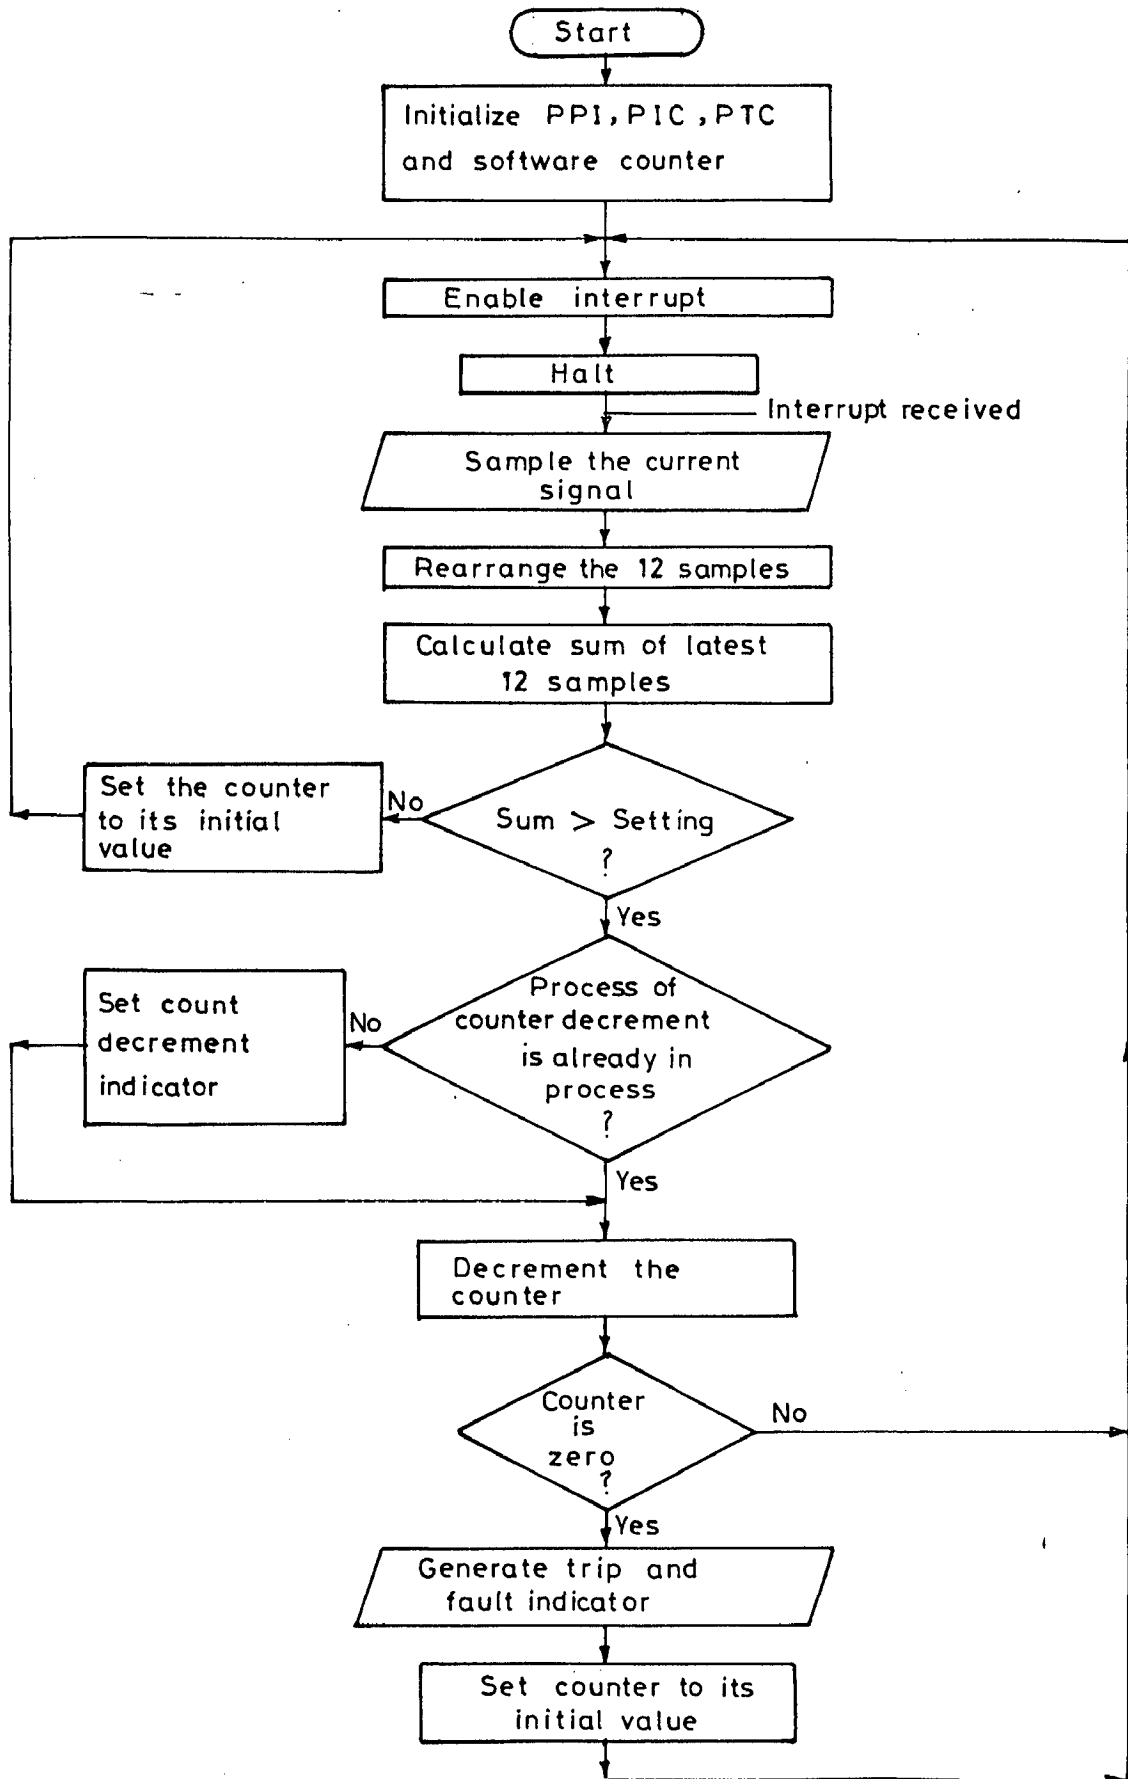 Start
Initialize PPI, PIC, PTC
and software counter
Enable interrupt
Halt
Interrupt received
Sample the current
signal
Rearrange the 12 samples
Calculate sum of latest
12 samples
Set the counter
to its initial
value
No
Sum > Setting
?
Yes
Set count
decrement
indicator
No
Process of
counter decrement
is already in
process
?
Yes
Decrement the
counter
Counter
is
zero
?
No
Yes
Generate trip and
fault indicator
Set counter to its
initial value